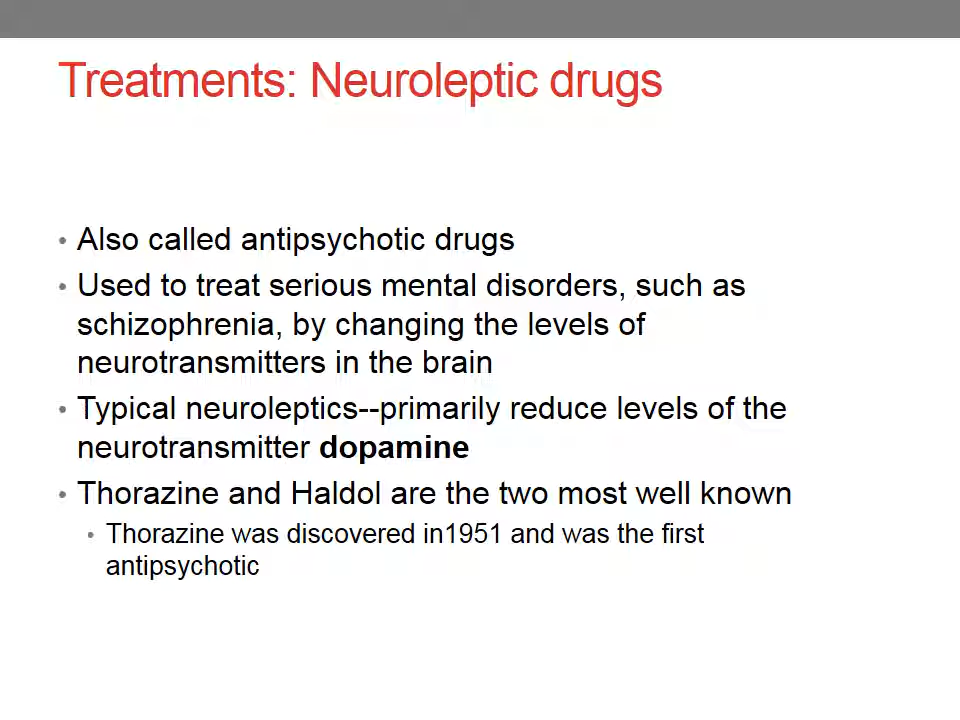 Treatments: Neuroleptic drugs
• Also called antipsychotic drugs
• Used to treat serious mental disorders, such as
schizophrenia, by changing the levels of
neurotransmitters in the brain
• Typical neuroleptics--primarily reduce levels of the
neurotransmitter dopamine
• Thorazine and Haldol are the two most well known
• Thorazine was discovered in1951 and was the first
antipsychotic